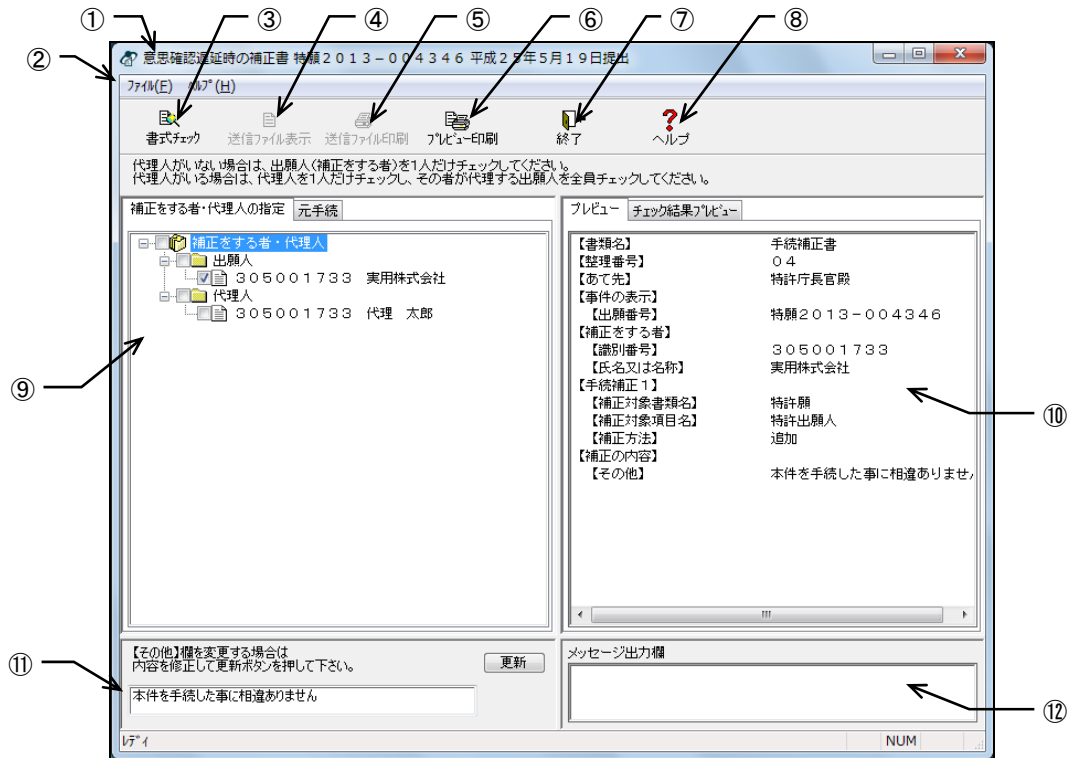 ① ③ ④ ⑤ ⑥ ⑦ ⑧
②
意思確認遅延時の補正書 特願２０１３－００４３４６ 平成２５年５月１９日提出
ﾌｧｲﾙ(F) ﾍﾙﾌﾟ(H)
書式ﾁｪｯｸ 送信ﾌｧｲﾙ表示 送信ﾌｧｲﾙ印刷 ﾌﾟﾚﾋﾞｭｰ印刷 終了 ヘルプ
代理人がいない場合は、出願人(補正をする者)を1人だけチェックしてください。
代理人がいる場合は、代理人を1人だけチェックし、その者が代理する出願人を全員チェックしてください。
補正をする者・代理人の指定 元手続
補正をする者・代理人
出願人
３０５００１７３３ 実用株式会社
代理人
３０５００１７３３ 代理 太郎
⑨
プレビュー チェック結果ﾌﾟﾚﾋﾞｭｰ
【書類名】 手続補正書
【整理番号】 ０４
【あて先】 特許庁長官殿
【事件の表示】
【出願番号】 特願２０１３－００４３４６
【補正をする者】
【識別番号】 ３０５００１７３３
【氏名又は名称】 実用株式会社
【手続補正１】
【補正対象書類名】 特許願
【補正対象項目名】 特許出願人
【補正方法】 追加
【補正の内容】
【その他】 本件を手続した事に相違ありませ
⑩
⑪
【その他】欄を変更する場合は
内容を修正して更新ボタンを押して下さい。
更新
本件を手続した事に相違ありません
メッセージ出力欄
⑫
ﾚﾃﾞｨ NUM